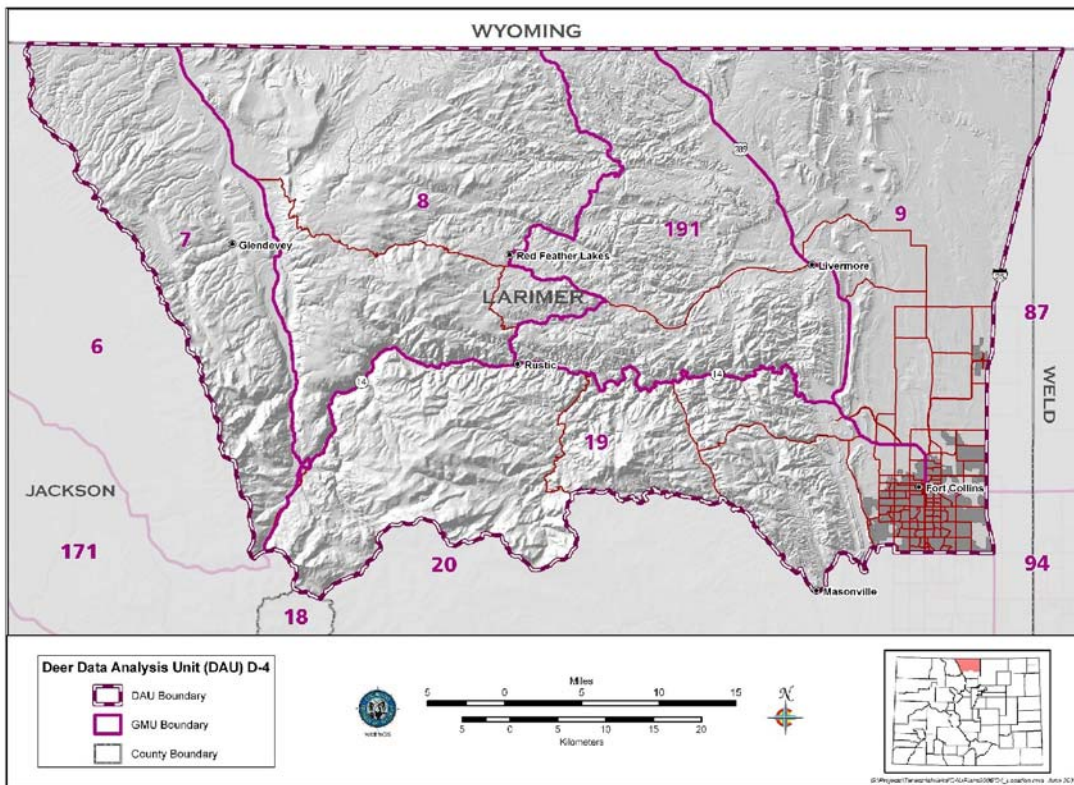 WYOMING
289
8
9
7
191
Glendevey
Red Feather Lakes
Livermore
LARIMER
87
6
Rustic
14
14
WELD
19
JACKSON
Fort Collins
171
20
94
Masonville
18
Deer Data Analysis Unit (DAU) D-4
DAU Boundary
GMU Boundary
County Boundary
Miles
5 0 5 10 15
5 0 5 10 15 20
Kilometers
N